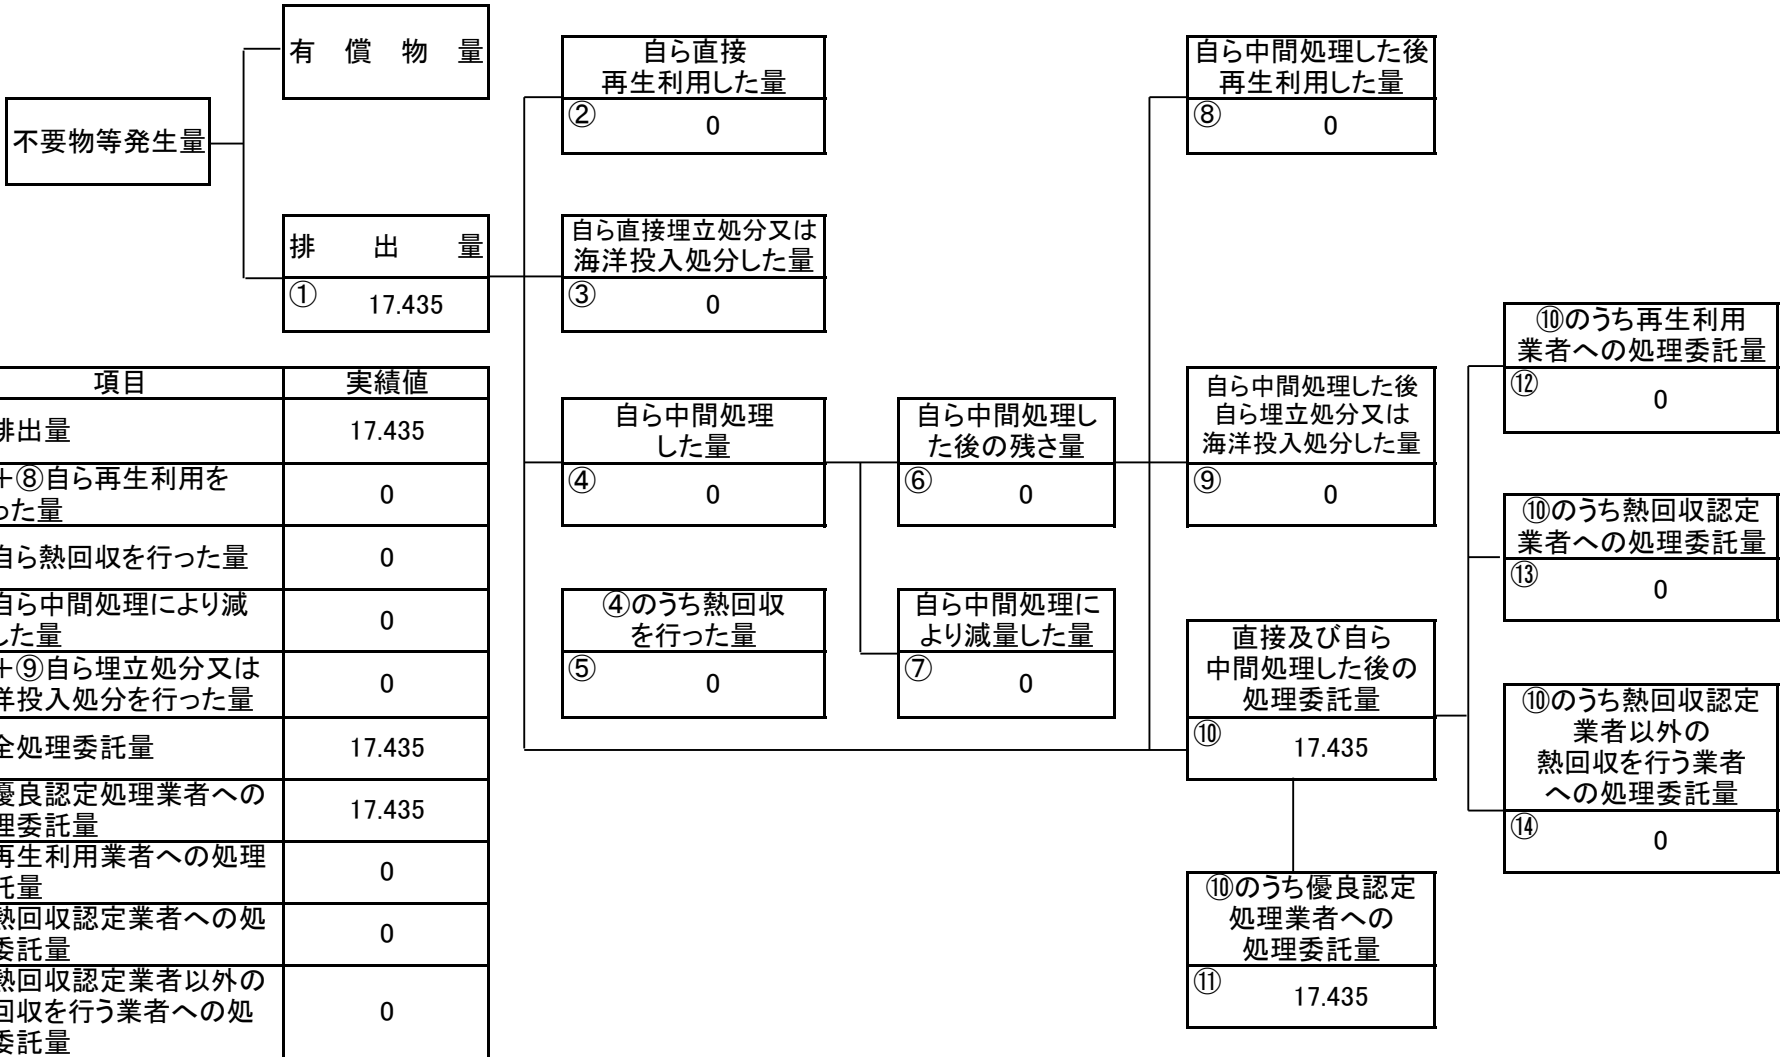 不要物等発生量
有償物量
排出量
① 17.435
自ら直接
再生利用した量
② 0
自ら直接埋立処分又は
海洋投入処分した量
③ 0
自ら中間処理
した量
④ 0
④のうち熱回収
を行った量
⑤ 0
自ら中間処理し
た後の残さ量
⑥ 0
自ら中間処理に
より減量した量
⑦ 0
自ら中間処理した後
再生利用した量
⑧ 0
自ら中間処理した後
自ら埋立処分又は
海洋投入処分した量
⑨ 0
直接及び自ら
中間処理した後の
処理委託量
⑩ 17.435
⑩のうち優良認定
処理業者への
処理委託量
⑪ 17.435
⑩のうち再生利用
業者への処理委託量
⑫ 0
⑩のうち熱回収認定
業者への処理委託量
⑬ 0
⑩のうち熱回収認定
業者以外の
熱回収を行う業者
への処理委託量
⑭ 0
項目 実績値
排出量 17.435
+⑧自ら再生利用を
った量 0
自ら熱回収を行った量 0
自ら中間処理により減
した量 0
+⑨自ら埋立処分又は
洋投入処分を行った量 0
全処理委託量 17.435
優良認定処理業者への
理委託量 17.435
再生利用業者への処理
託量 0
熱回収認定業者への処
委託量 0
熱回収認定業者以外の
回収を行う業者への処
委託量 0